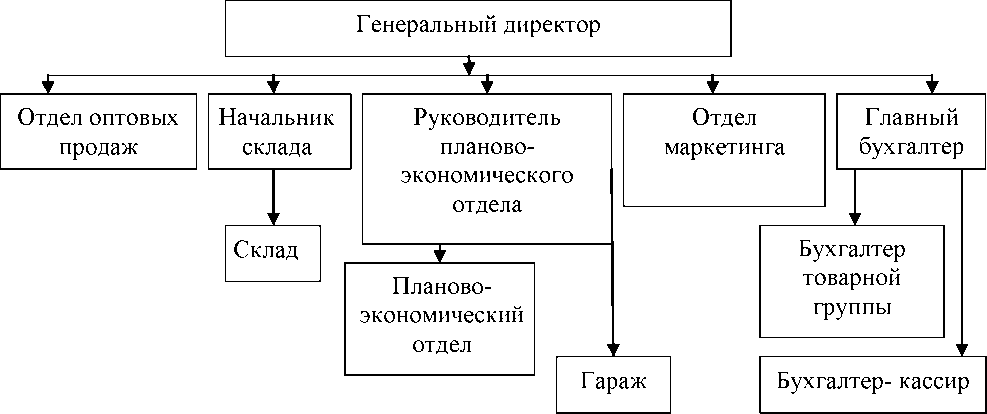 Генеральный директор
Отдел оптовых
продаж
Начальник
склада
Руководитель
планово-
экономического
отдела
Отдел
маркетинга
Главный
бухгалтер
Склад
Планово-
экономический
отдел
Гараж
Бухгалтер
товарной
группы
Бухгалтер- кассир